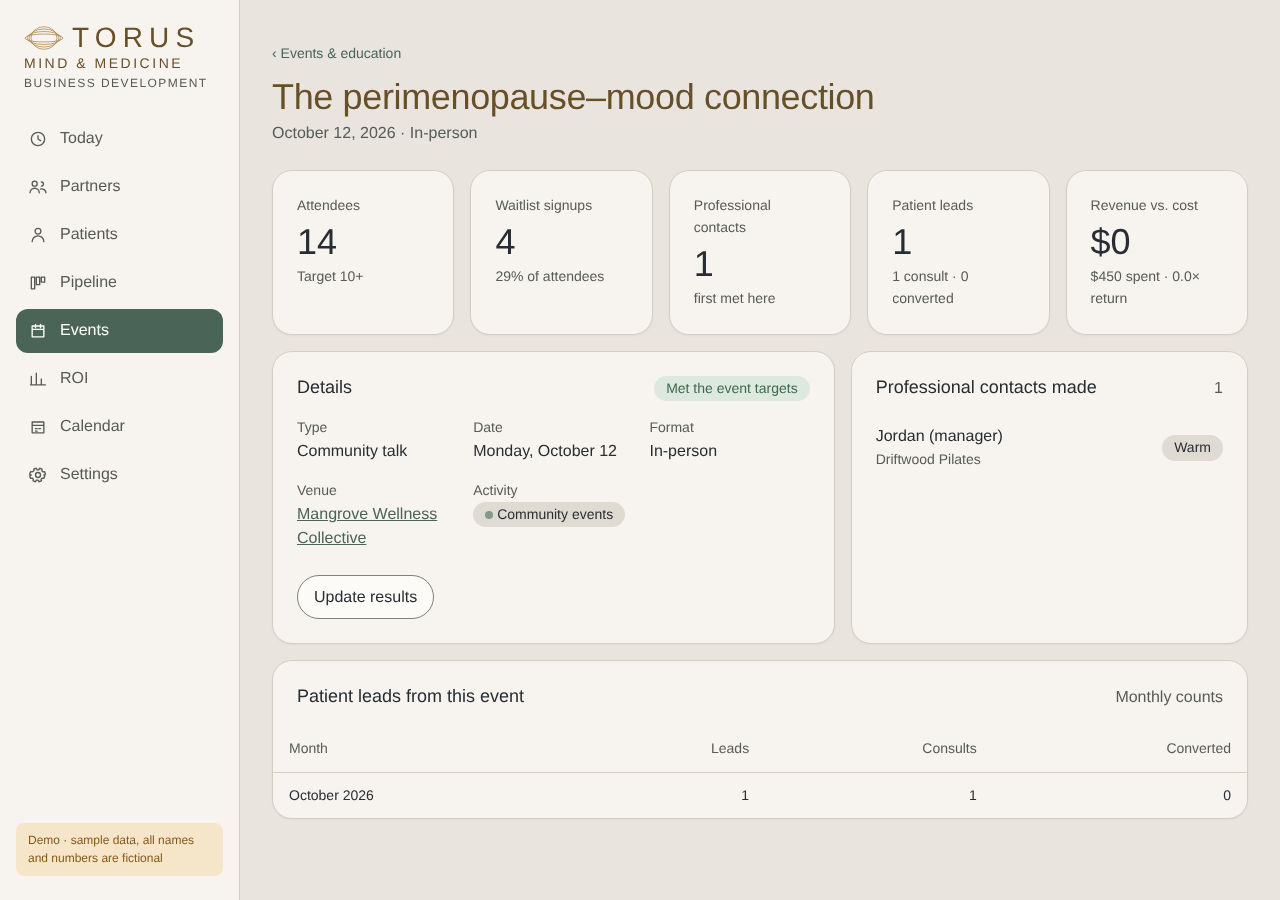 TORUS
MIND & MEDICINE
BUSINESS DEVELOPMENT
Today
Partners
Patients
Pipeline
Events
ROI
Calendar
Settings
Demo · sample data, all names
and numbers are fictional
‹ Events & education
The perimenopause–mood connection
October 12, 2026 · In-person
Attendees
14
Target 10+
Waitlist signups
4
29% of attendees
Professional
contacts
1
first met here
Patient leads
1
1 consult · 0
converted
Revenue vs. cost
$0
$450 spent · 0.0×
return
Details
Met the event targets
Type
Community talk
Date
Monday, October 12
Format
In-person
Venue
Mangrove Wellness
Collective
Activity
Community events
Update results
Professional contacts made
1
Jordan (manager)
Driftwood Pilates
Warm
Patient leads from this event
Monthly counts
Month Leads Consults Converted
October 2026 1 1 0